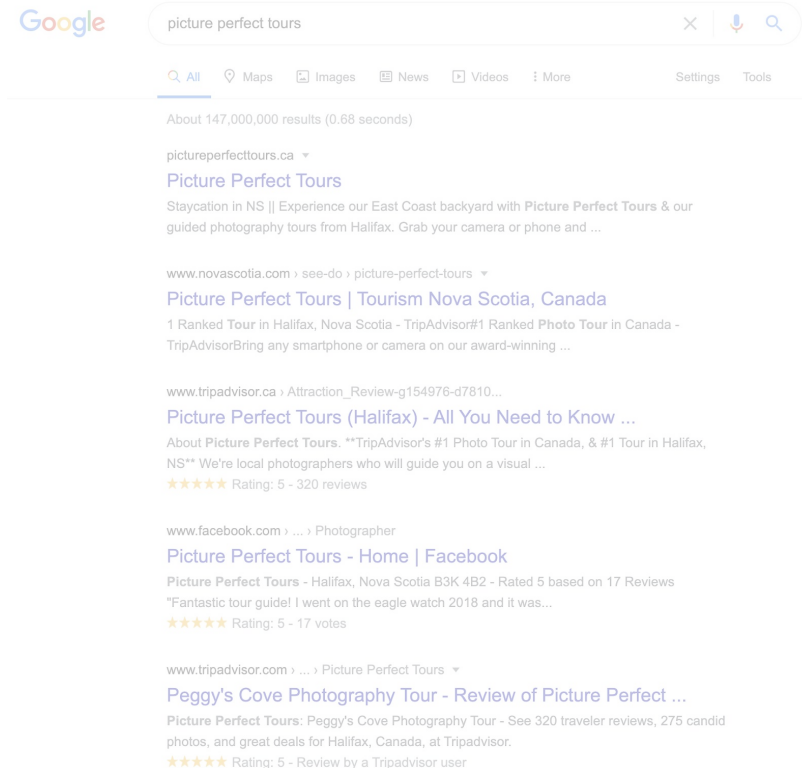 Google
picture perfect tours
All Maps Images News Videos More Settings Tools
About 147,000,000 results (0.68 seconds)
pictureperfecttours.ca
Picture Perfect Tours
Staycation in NS || Experience our East Coast backyard with Picture Perfect Tours & our
guided photography tours from Halifax. Grab your camera or phone and ...
www.novascotia.com › see-do › picture-perfect-tours
Picture Perfect Tours | Tourism Nova Scotia, Canada
1 Ranked Tour in Halifax, Nova Scotia - TripAdvisor#1 Ranked Photo Tour in Canada -
TripAdvisorBring any smartphone or camera on our award-winning ...
www.tripadvisor.ca › Attraction_Review-g154976-d7810...
Picture Perfect Tours (Halifax) - All You Need to Know ...
About Picture Perfect Tours. **TripAdvisor's #1 Photo Tour in Canada, & #1 Tour in Halifax,
NS** We're local photographers who will guide you on a visual ...
★★★★★ Rating: 5 - 320 reviews
www.facebook.com › ... › Photographer
Picture Perfect Tours - Home | Facebook
Picture Perfect Tours - Halifax, Nova Scotia B3K 4B2 - Rated 5 based on 17 Reviews
"Fantastic tour guide! I went on the eagle watch 2018 and it was...
★★★★★ Rating: 5 - 17 votes
www.tripadvisor.com › ... › Picture Perfect Tours
Peggy's Cove Photography Tour - Review of Picture Perfect ...
Picture Perfect Tours: Peggy's Cove Photography Tour - See 320 traveler reviews, 275 candid
photos, and great deals for Halifax, Canada, at Tripadvisor.
★★★★★ Rating: 5 - Review by a Tripadvisor user